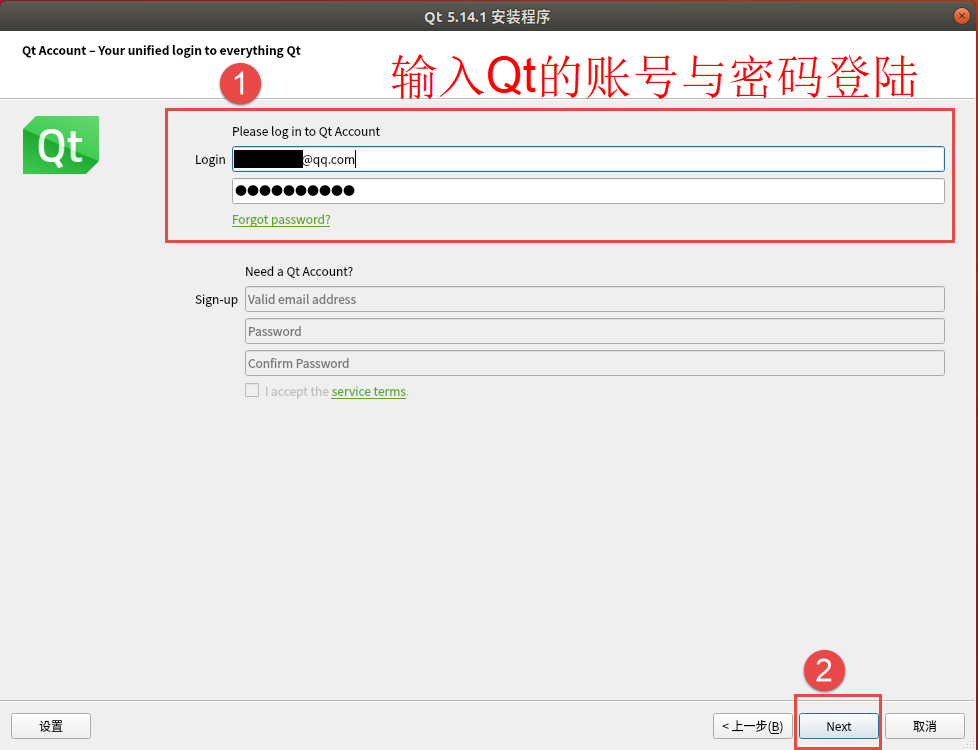 Qt 5.14.1 安装程序
Qt Account – Your unified login to everything Qt
1
输入Qt的账号与密码登陆
Qt
Please log in to Qt Account
Login
@qq.com
Forgot password?
Need a Qt Account?
Sign-up
Valid email address
Password
Confirm Password
I accept the service terms.
2
设置
< 上一步(B)
Next
取消